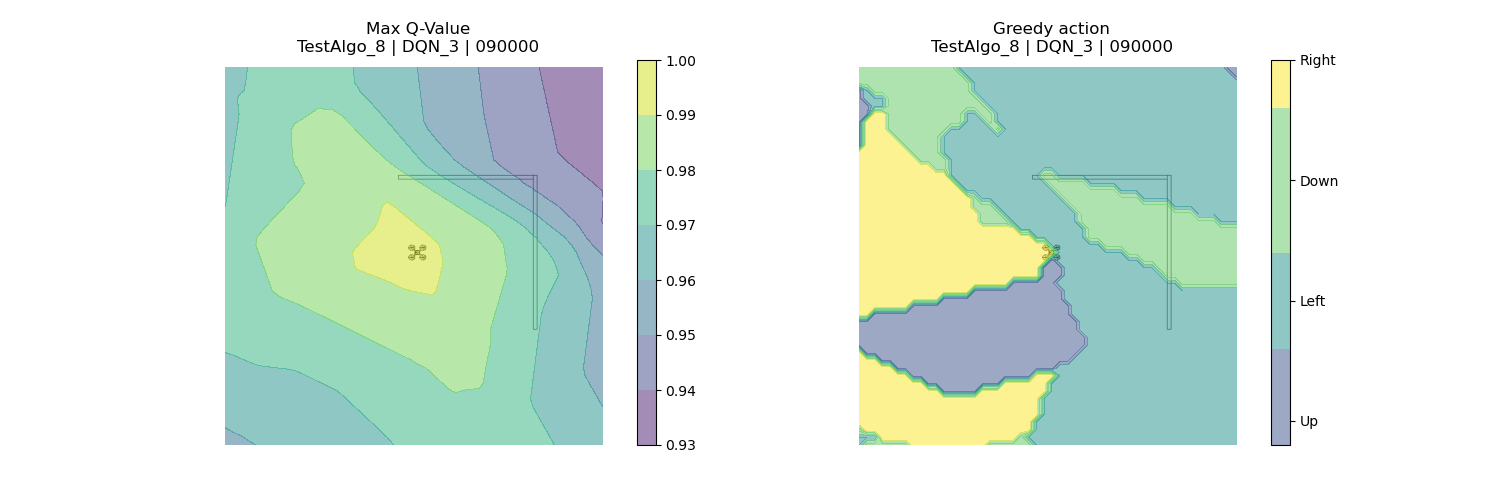 Max Q-Value
TestAlgo_8 | DQN_3 | 090000
1.00
0.99
0.98
0.97
0.96
0.95
0.94
0.93
Greedy action
TestAlgo_8 | DQN_3 | 090000
Right
Down
Left
Up